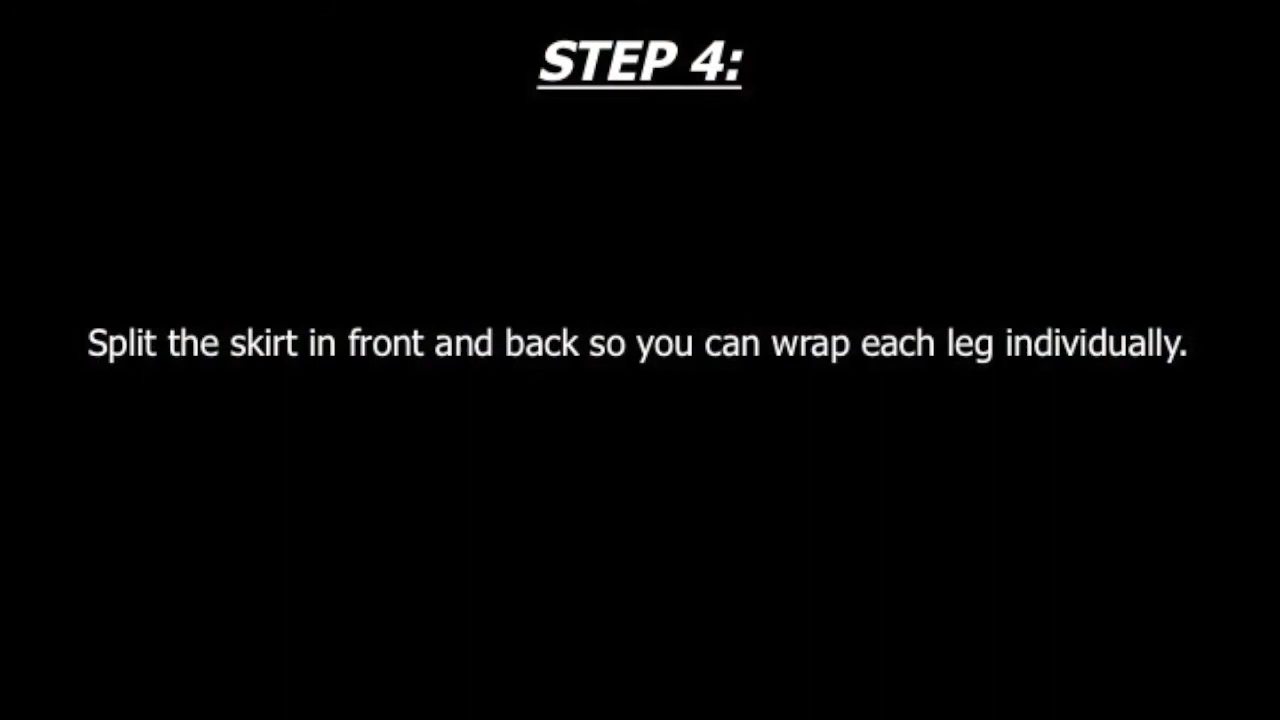 STEP 4:
Split the skirt in front and back so you can wrap each leg individually.